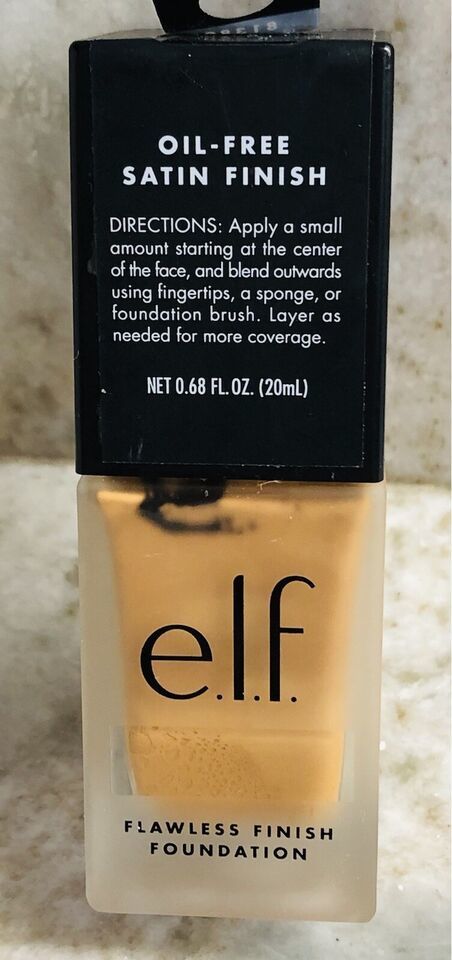 OIL-FREE
SATIN FINISH
DIRECTIONS: Apply a small
amount starting at the center
of the face, and blend outwards
using fingertips, a sponge, or
foundation brush. Layer as
needed for more coverage.
NET 0.68 FL. OZ. (20mL)
e.l.f.
FLAWLESS FINISH
FOUNDATION